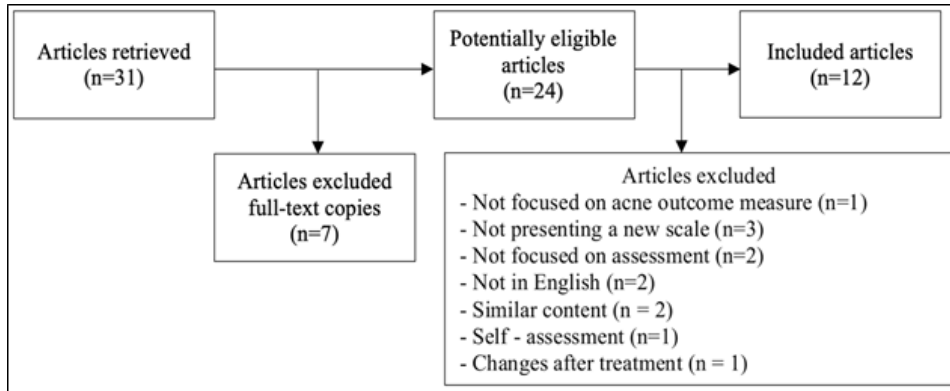 Articles retrieved
(n=31)
Potentially eligible
articles
(n=24)
Included articles
(n=12)
Articles excluded
full-text copies
(n=7)
Articles excluded
- Not focused on acne outcome measure (n=1)
- Not presenting a new scale (n=3)
- Not focused on assessment (n=2)
- Not in English (n=2)
- Similar content (n = 2)
- Self - assessment (n=1)
- Changes after treatment (n = 1)